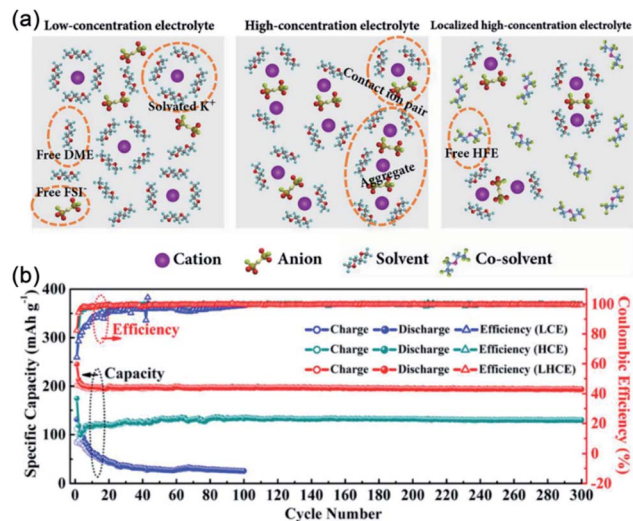 (a)
Low-concentration electrolyte
High-concentration electrolyte
Localized high-concentration electrolyte
Solvated K+
Free DME
Free FSI-
Contact ion pair
Aggregate
Free HFE
Cation
Anion
Solvent
Co-solvent
(b)
Specific Capacity (mAh g-1)
400
300
200
100
0
Efficiency
Capacity
Charge Discharge Efficiency (LCE)
Charge Discharge Efficiency (HCE)
Charge Discharge Efficiency (LHCE)
100
80
60
40
20
0
-20
Coulombic Efficiency (%)
0 20 40 60 80 100 120 140 160 180 200 220 240 260 280 300
Cycle Number